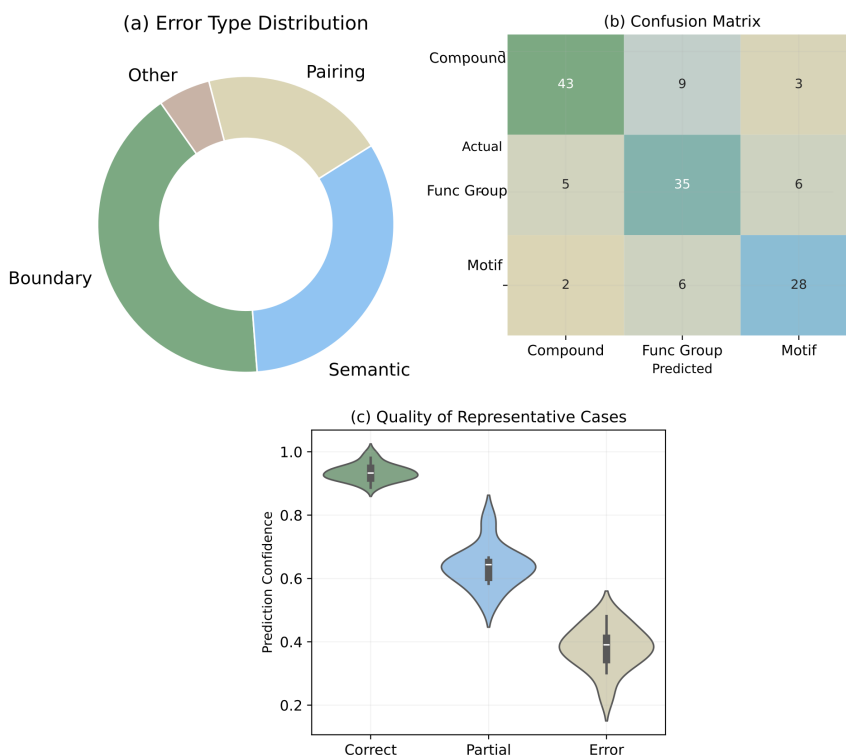 (a) Error Type Distribution
Other
Pairing
Boundary
Semantic
(b) Confusion Matrix
Compound
43
9
3
Actual
Func Group
5
35
6
Motif
2
6
28
Compound
Func Group
Motif
Predicted
(c) Quality of Representative Cases
Prediction Confidence
1.0
0.8
0.6
0.4
0.2
Correct
Partial
Error